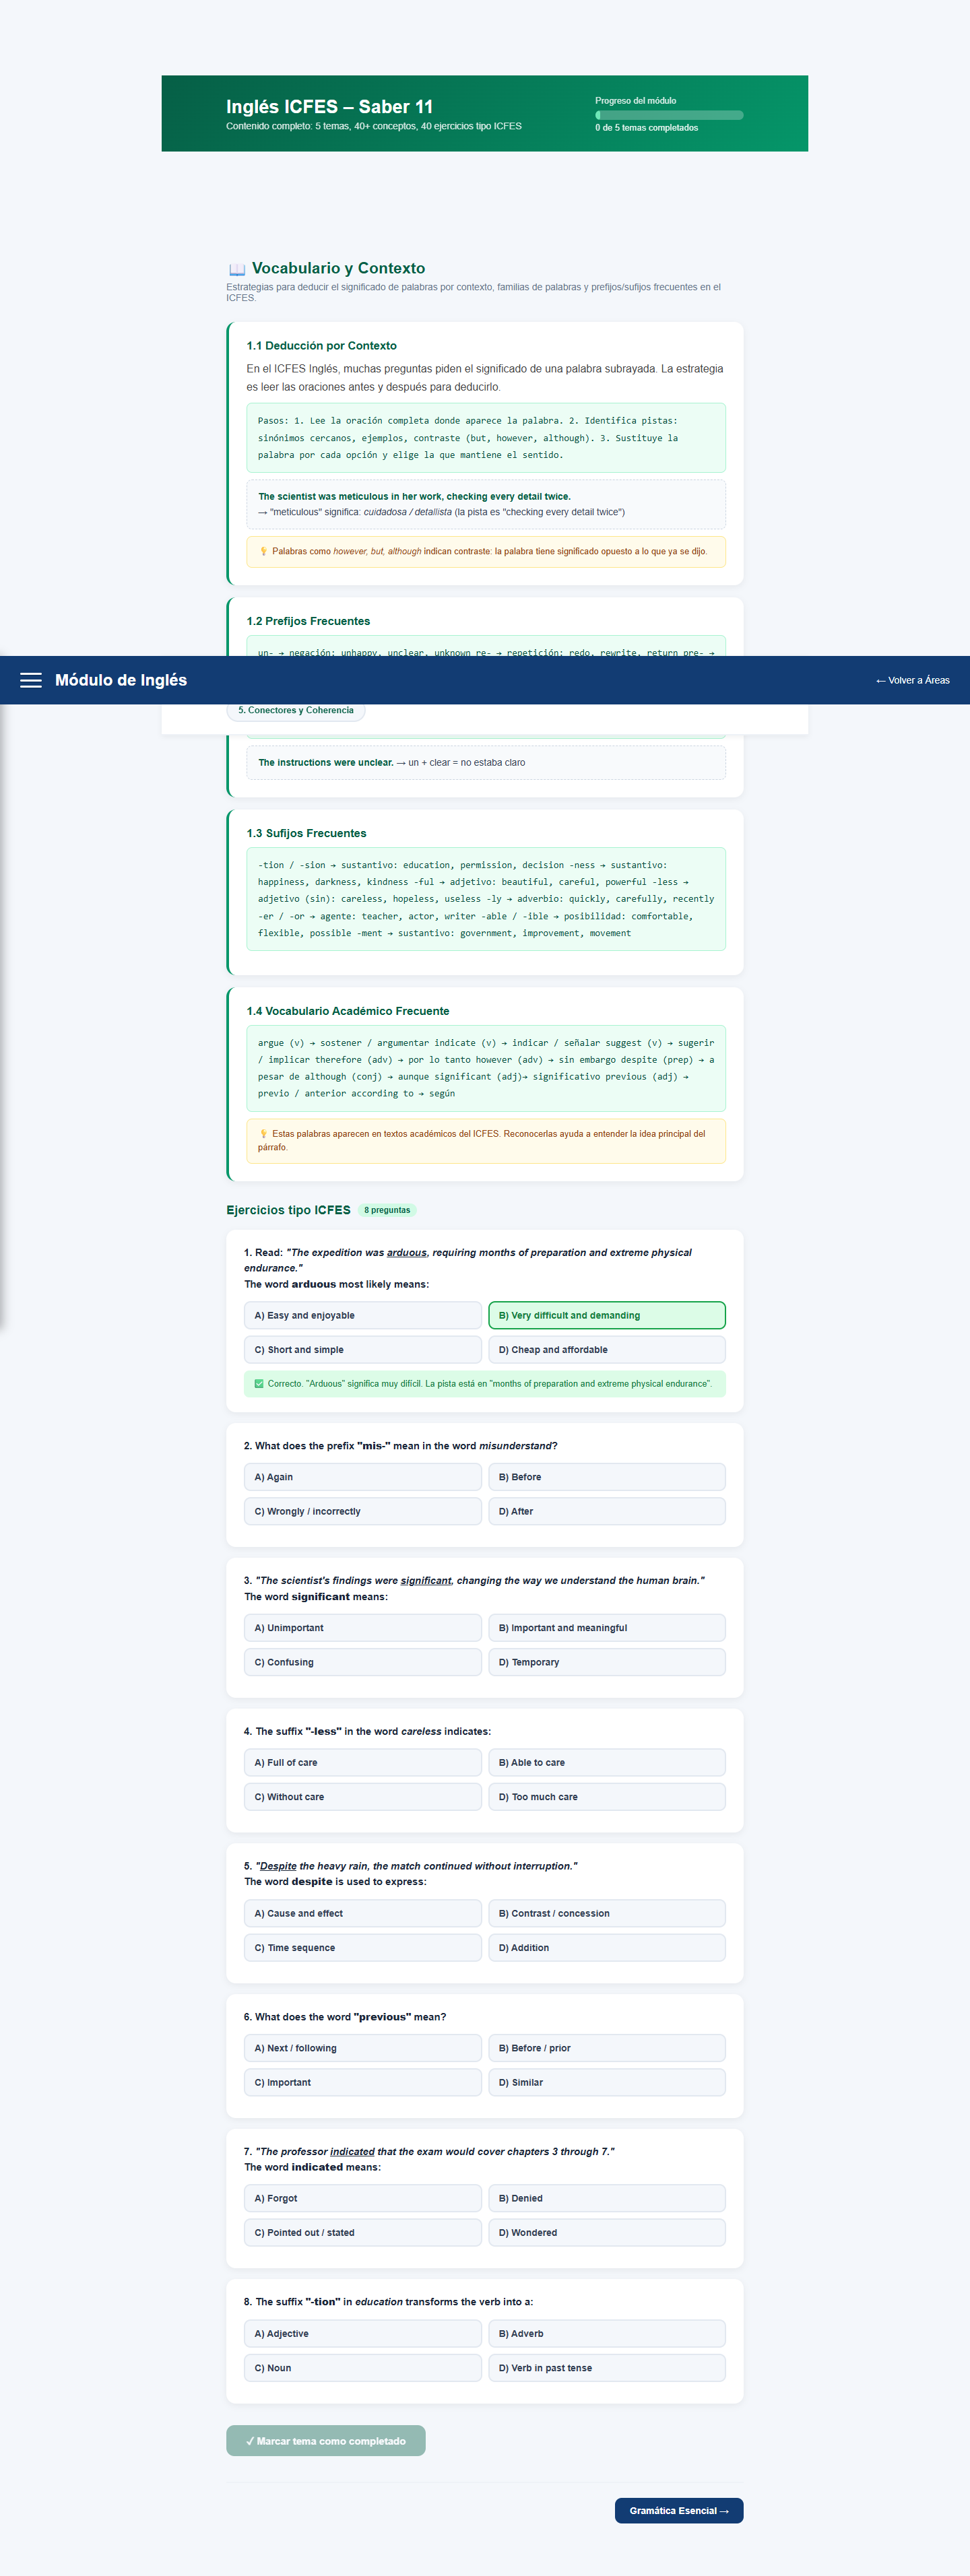 Inglés ICFES – Saber 11
Contenido completo: 5 temas, 40+ conceptos, 40 ejercicios tipo ICFES
Progreso del módulo
0 de 5 temas completados
📖 Vocabulario y Contexto
Estrategias para deducir el significado de palabras por contexto, familias de palabras y prefijos/sufijos frecuentes en el
ICFES.
1.1 Deducción por Contexto
En el ICFES Inglés, muchas preguntas piden el significado de una palabra subrayada. La estrategia
es leer las oraciones antes y después para deducirlo.
Pasos: 1. Lee la oración completa donde aparece la palabra. 2. Identifica pistas:
sinónimos cercanos, ejemplos, contraste (but, however, although). 3. Sustituye la
palabra por cada opción y elige la que mantiene el sentido.
The scientist was meticulous in her work, checking every detail twice.
→ "meticulous" significa: cuidadosa / detallista (la pista es "checking every detail twice")
💡 Palabras como however, but, although indican contraste: la palabra tiene significado opuesto a lo que ya se dijo.
1.2 Prefijos Frecuentes
un- → negación: unhappy, unclear, unknown re- → repetición: redo, rewrite, return pre- →
Módulo de Inglés
← Volver a Áreas
5. Conectores y Coherencia
The instructions were unclear. → un + clear = no estaba claro
1.3 Sufijos Frecuentes
-tion / -sion → sustantivo: education, permission, decision -ness → sustantivo:
happiness, darkness, kindness -ful → adjetivo: beautiful, careful, powerful -less →
adjetivo (sin): careless, hopeless, useless -ly → adverbio: quickly, carefully, recently
-er / -or → agente: teacher, actor, writer -able / -ible → posibilidad: comfortable,
flexible, possible -ment → sustantivo: government, improvement, movement
1.4 Vocabulario Académico Frecuente
argue (v) → sostener / argumentar indicate (v) → indicar / señalar suggest (v) → sugerir
/ implicar therefore (adv) → por lo tanto however (adv) → sin embargo despite (prep) → a
pesar de although (conj) → aunque significant (adj)→ significativo previous (adj) →
previo / anterior according to → según
💡 Estas palabras aparecen en textos académicos del ICFES. Reconocerlas ayuda a entender la idea principal del
párrafo.
Ejercicios tipo ICFES 8 preguntas
1. Read: "The expedition was arduous, requiring months of preparation and extreme physical
endurance."
The word arduous most likely means:
A) Easy and enjoyable
B) Very difficult and demanding
C) Short and simple
D) Cheap and affordable
✅ Correcto. "Arduous" significa muy difícil. La pista está en "months of preparation and extreme physical endurance".
2. What does the prefix "mis-" mean in the word misunderstand?
A) Again
B) Before
C) Wrongly / incorrectly
D) After
3. "The scientist's findings were significant, changing the way we understand the human brain."
The word significant means:
A) Unimportant
B) Important and meaningful
C) Confusing
D) Temporary
4. The suffix "-less" in the word careless indicates:
A) Full of care
B) Able to care
C) Without care
D) Too much care
5. "Despite the heavy rain, the match continued without interruption."
The word despite is used to express:
A) Cause and effect
B) Contrast / concession
C) Time sequence
D) Addition
6. What does the word "previous" mean?
A) Next / following
B) Before / prior
C) Important
D) Similar
7. "The professor indicated that the exam would cover chapters 3 through 7."
The word indicated means:
A) Forgot
B) Denied
C) Pointed out / stated
D) Wondered
8. The suffix "-tion" in education transforms the verb into a:
A) Adjective
B) Adverb
C) Noun
D) Verb in past tense
✓ Marcar tema como completado
Gramática Esencial →